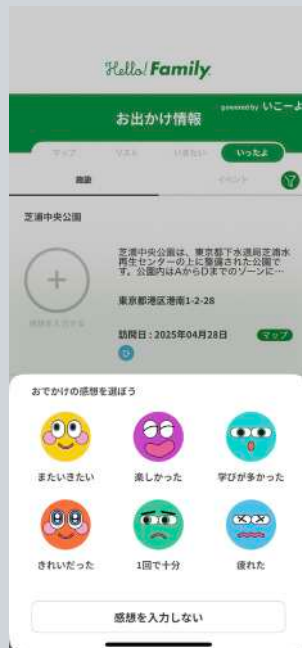 Hello! Family.
powered by いこーよ
お出かけ情報
マップ
リスト
いきたい
いったよ
施設
イベント
芝浦中央公園
芝浦中央公園は、東京都下水道局芝浦水
再生センターの上に整備された公園で
す。公園内はAからDまでのゾーンに…
感想を入力する
東京都港区港南1-2-28
訪問日:2025年04月28日
マップ
D
おでかけの感想を選ぼう
またいきたい
楽しかった
学びが多かった
きれいだった
1回で十分
疲れた
感想を入力しない